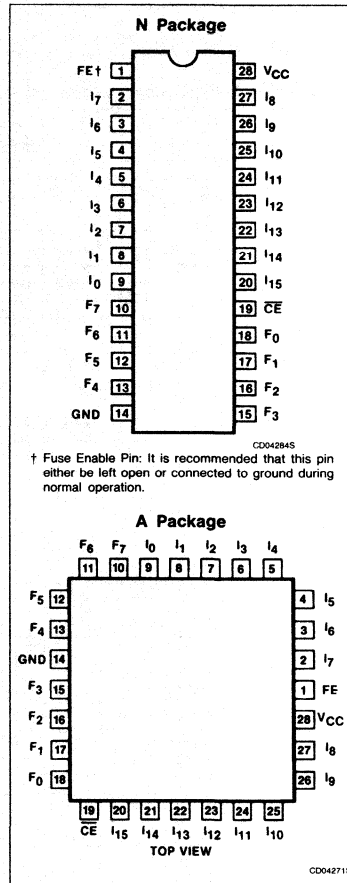 N Package
FE† 1 28 VCC
I7 2 27 I8
I6 3 26 I9
I5 4 25 I10
I4 5 24 I11
I3 6 23 I12
I2 7 22 I13
I1 8 21 I14
I0 9 20 I15
F7 10 19 C̅E̅
F6 11 18 F0
F5 12 17 F1
F4 13 16 F2
GND 14 15 F3
CD04284S
† Fuse Enable Pin: It is recommended that this pin
either be left open or connected to ground during
normal operation.
A Package
F6 F7 I0 I1 I2 I3 I4
11 10 9 8 7 6 5
F5 12 4 I5
F4 13 3 I6
GND 14 2 I7
F3 15 1 FE
F2 16 28 VCC
F1 17 27 I8
F0 18 26 I9
19 20 21 22 23 24 25
C̅E̅ I15 I14 I13 I12 I11 I10
TOP VIEW